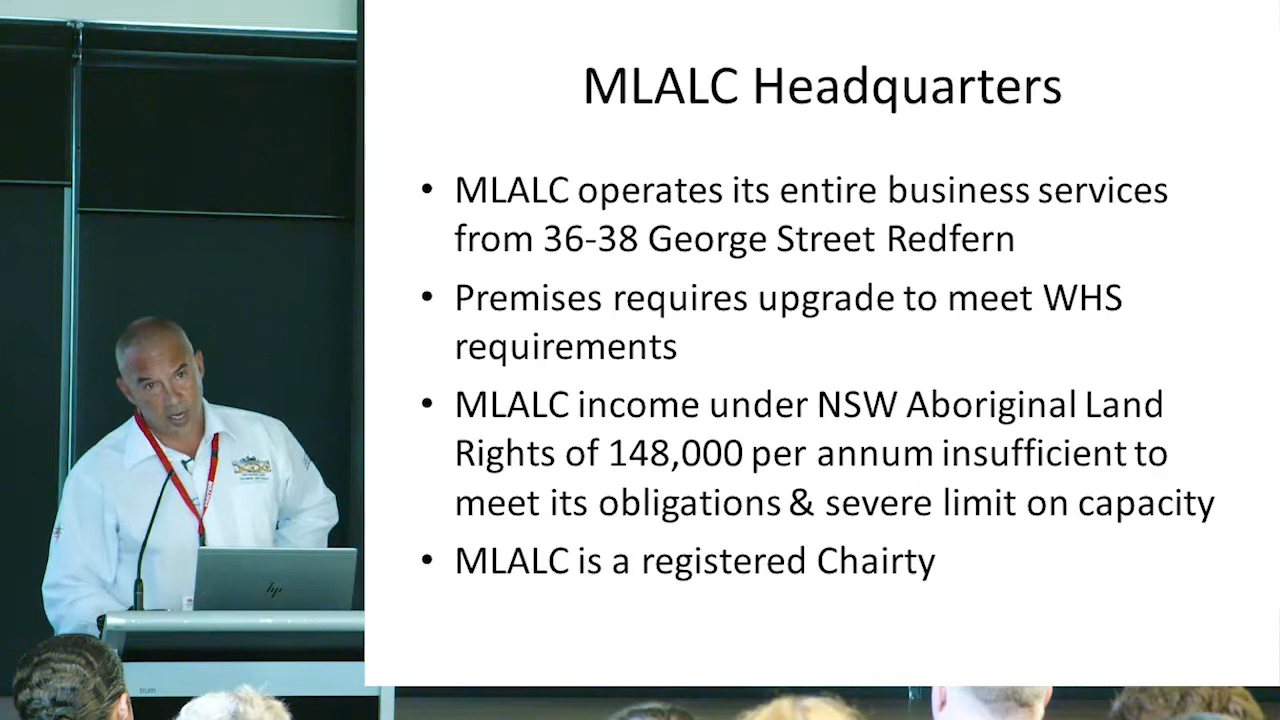 MLALC Headquarters
• MLALC operates its entire business services
from 36-38 George Street Redfern
• Premises requires upgrade to meet WHS
requirements
• MLALC income under NSW Aboriginal Land
Rights of 148,000 per annum insufficient to
meet its obligations & severe limit on capacity
• MLALC is a registered Chairty
hp